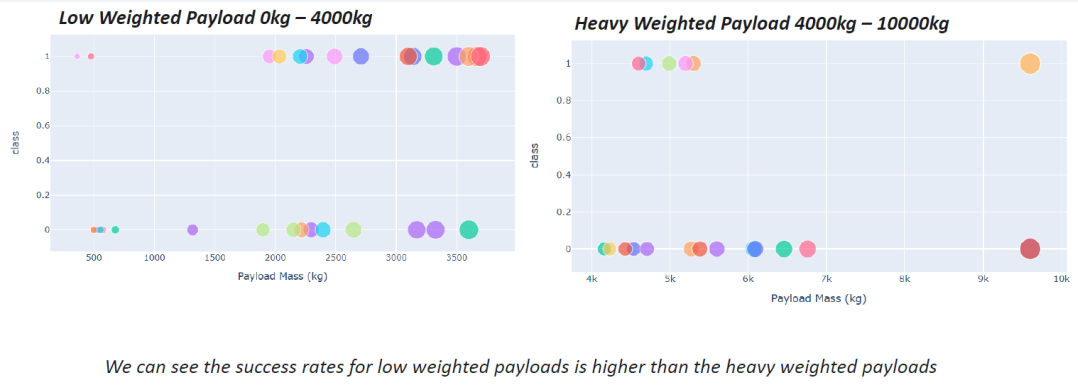 Low Weighted Payload 0kg – 4000kg
Heavy Weighted Payload 4000kg – 10000kg
1
0.8
0.6
0.4
0.2
0
class
500
1000
1500
2000
2500
3000
3500
Payload Mass (kg)
1
0.8
0.6
0.4
0.2
0
class
4k
5k
6k
7k
8k
9k
10k
Payload Mass (kg)
We can see the success rates for low weighted payloads is higher than the heavy weighted payloads